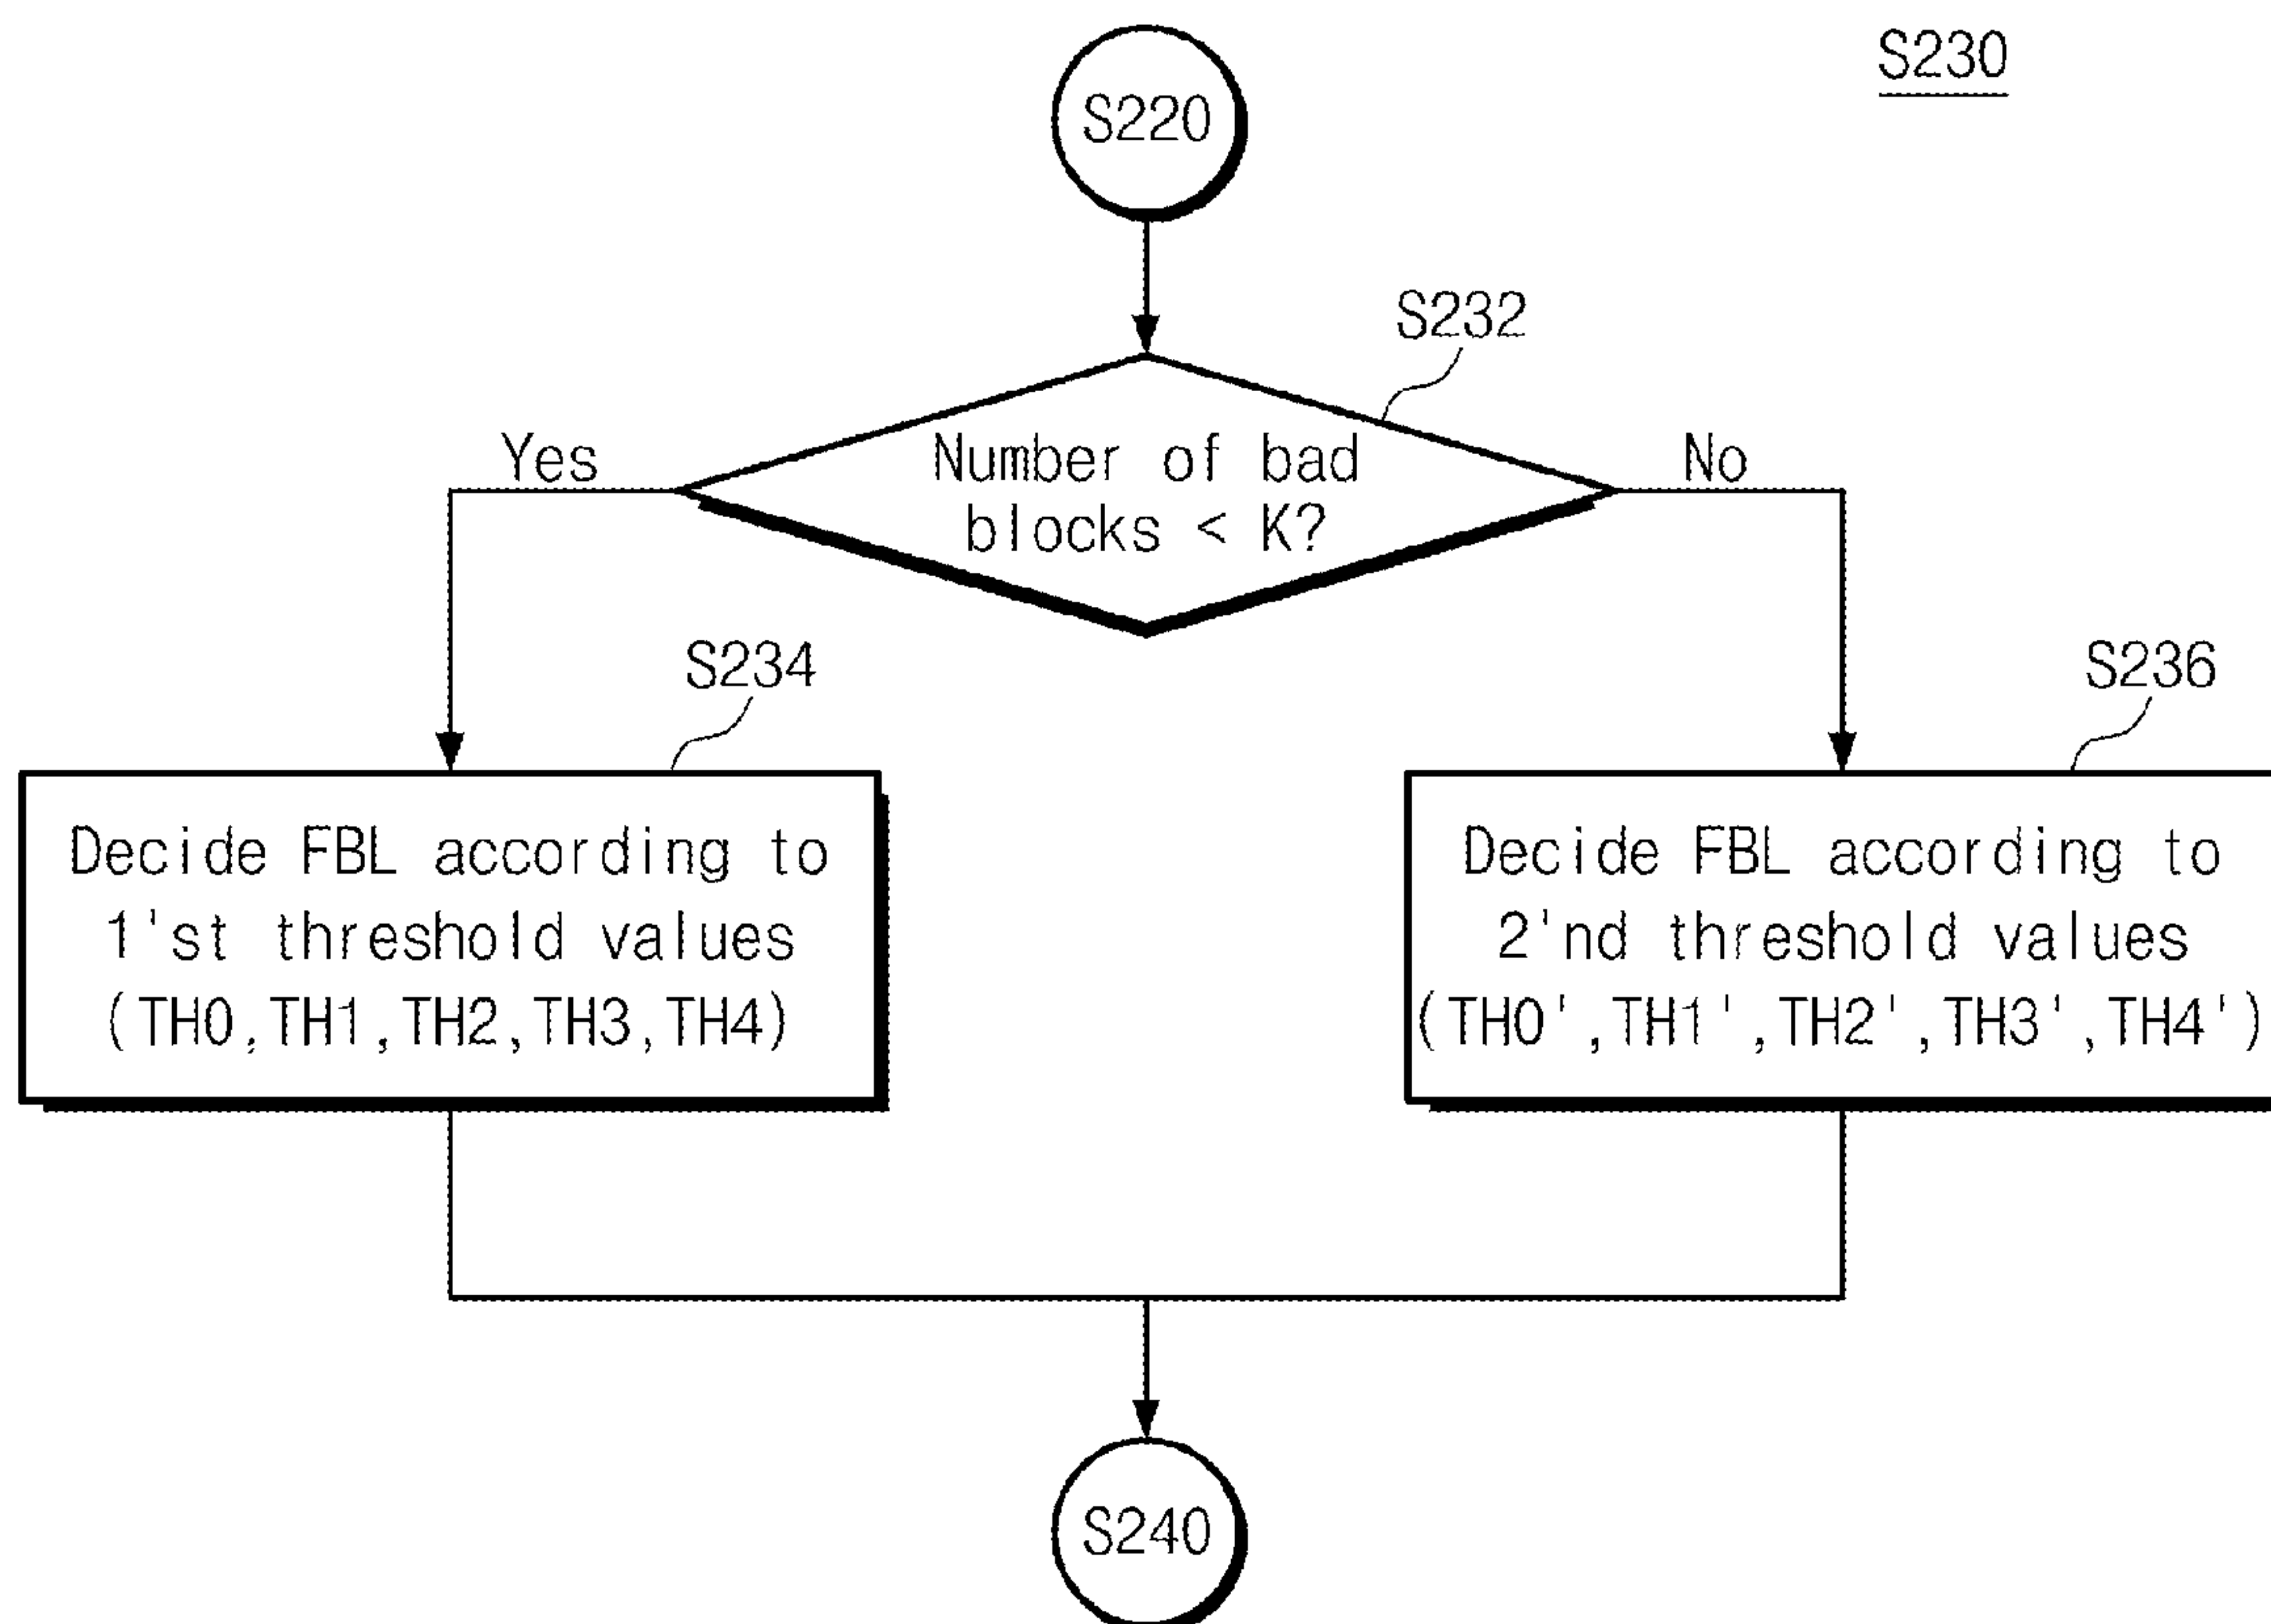 S230
S220
S232
Yes
Number of bad
blocks < K?
No
S234
Decide FBL according to
1'st threshold values
(TH0,TH1,TH2,TH3,TH4)
S236
Decide FBL according to
2'nd threshold values
(TH0',TH1',TH2',TH3',TH4')
S240